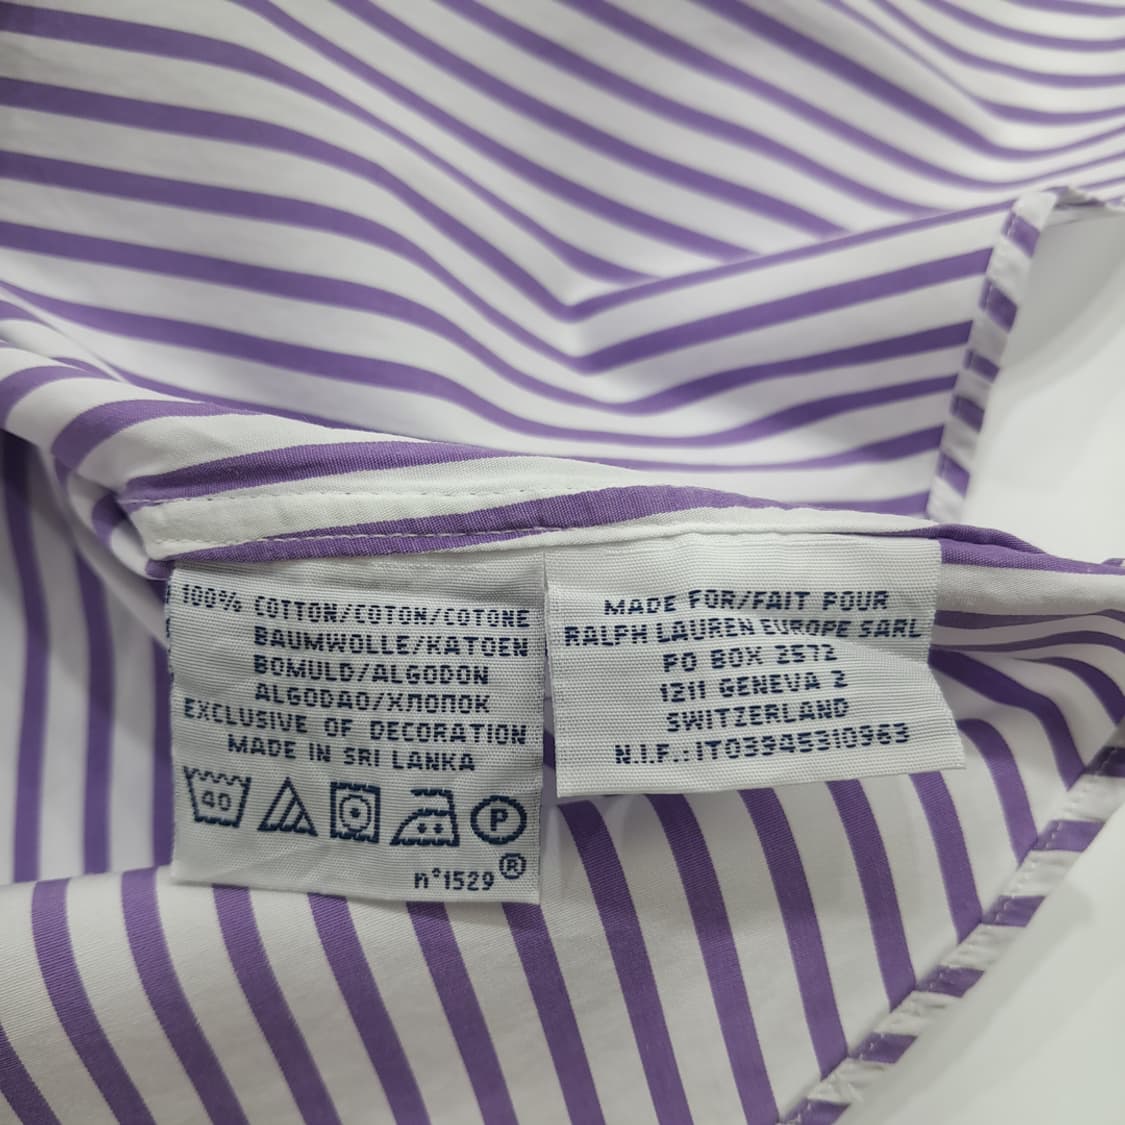 100% COTTON/COTON/COTONE
BAUMWOLLE/KATOEN
BOMULD/ALGODON
ALGODAO/ХЛОПОК
EXCLUSIVE OF DECORATION
MADE IN SRI LANKA
40
P
n°1529®
MADE FOR/FAIT POUR
RALPH LAUREN EUROPE SARL
PO BOX 2572
1211 GENEVA 2
SWITZERLAND
N.I.F.:IT03945310963